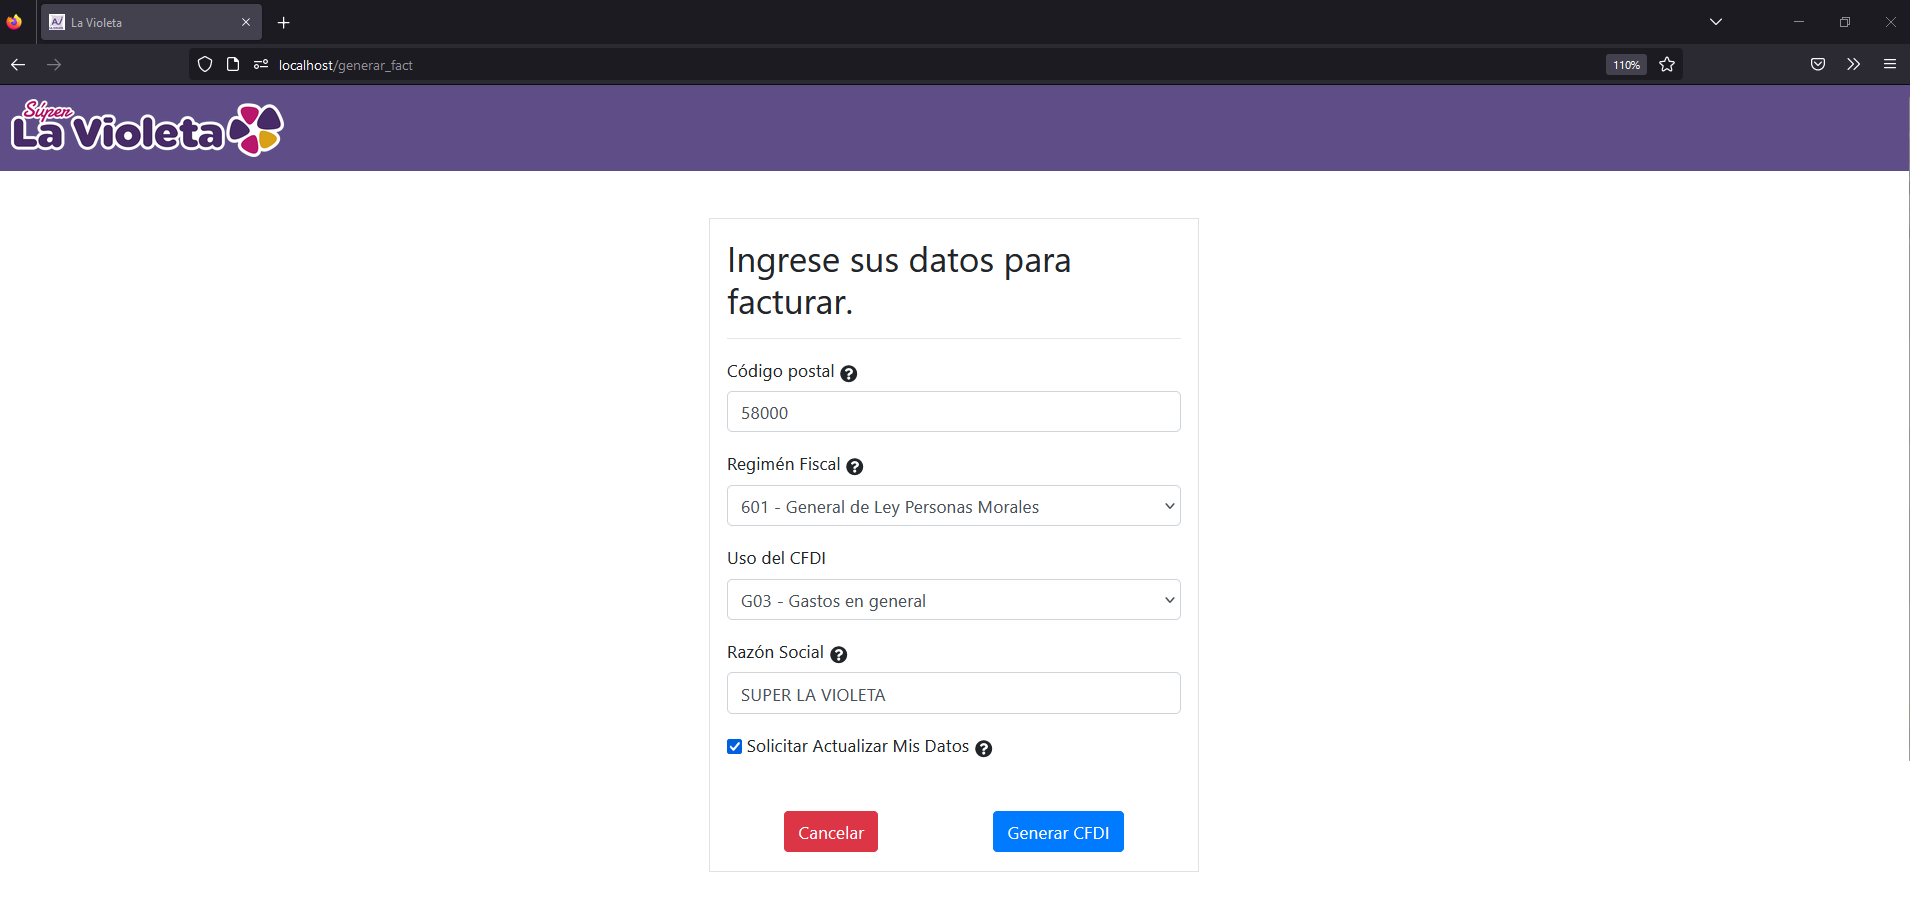 La Violeta
localhost/generar_fact
110%
Súper
La Violeta
Ingrese sus datos para
facturar.
Código postal
58000
Regimén Fiscal
601 - General de Ley Personas Morales
Uso del CFDI
G03 - Gastos en general
Razón Social
SUPER LA VIOLETA
Solicitar Actualizar Mis Datos
Cancelar
Generar CFDI